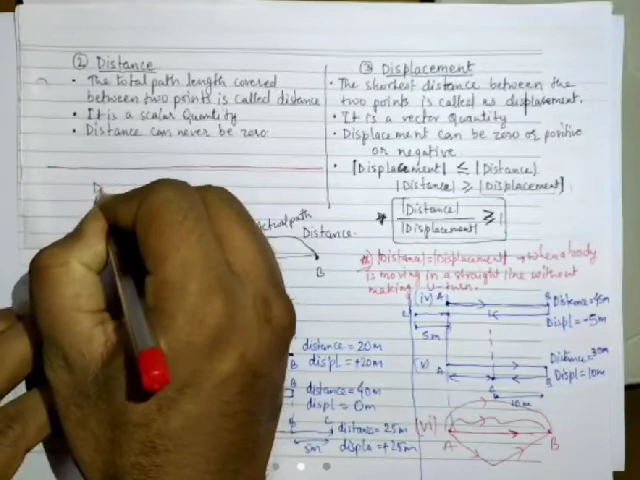 ② Distance
• The total path length covered
between two points is called distance
• It is a scalar Quantity
• Distance can never be zero.
③ Displacement
• The shortest distance between the
two points is called as displacement.
• It is a vector Quantity
• Displacement can be zero or positive
or negative
• |Displacement| ≤ |Distance|
|Distance| ≥ |Displacement|
* |Distance| / |Displacement| ≥ 1
Actual path
Distance
B
|Distance| = |Displacement| → when a body
is moving in a straight line without
making U-turn.
distance = 20m
displ = +20m
B
distance = 40m
displ = 0m
B
distance = 25m
displa = +25m
5m
(iv) A
B
Distance = 45m
Displ = -5m
5m
(v) A
B
Distance = 30m
Displ = 10m
10m
(vi)
A
B